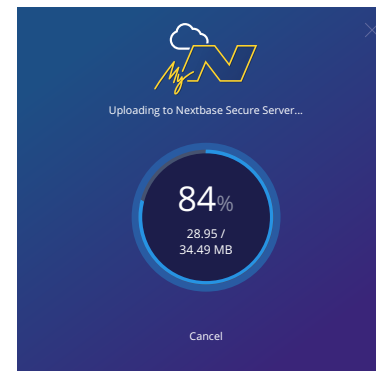 My N
Uploading to Nextbase Secure Server...
84%
28.95 /
34.49 MB
Cancel